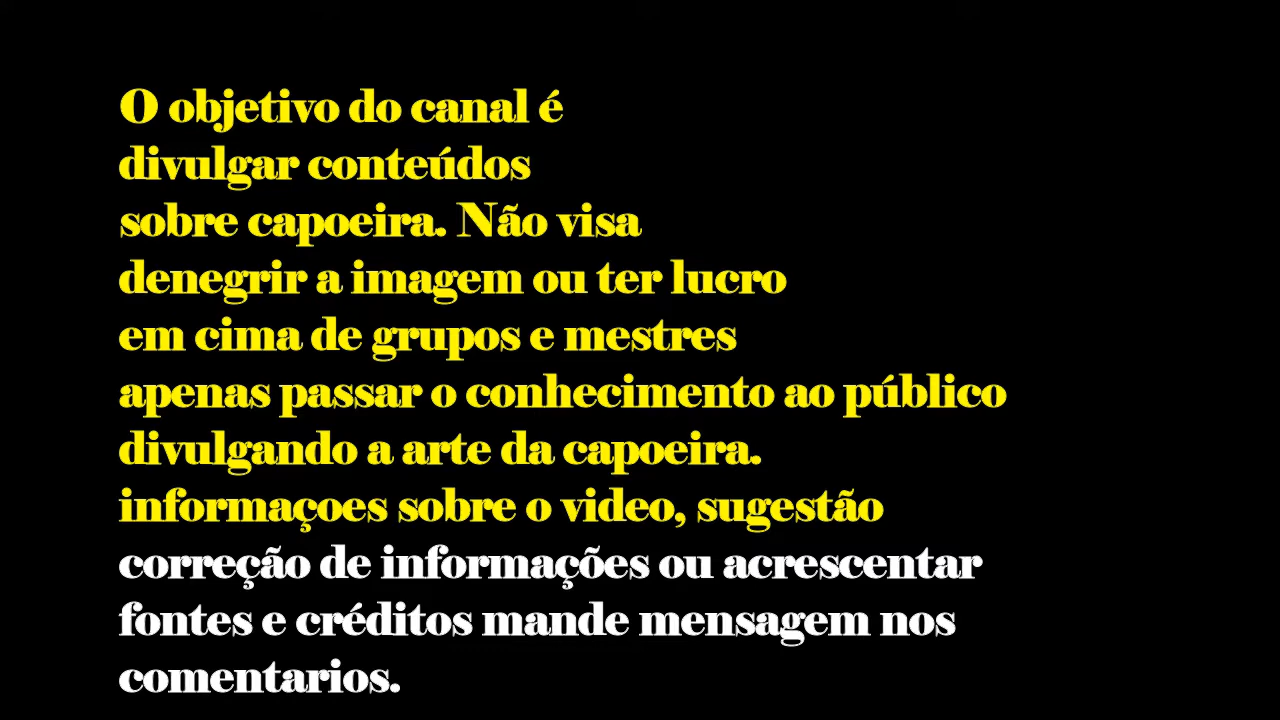 O objetivo do canal é
divulgar conteúdos
sobre capoeira. Não visa
denegrir a imagem ou ter lucro
em cima de grupos e mestres
apenas passar o conhecimento ao público
divulgando a arte da capoeira.
informaçoes sobre o video, sugestão
correção de informações ou acrescentar
fontes e créditos mande mensagem nos
comentarios.